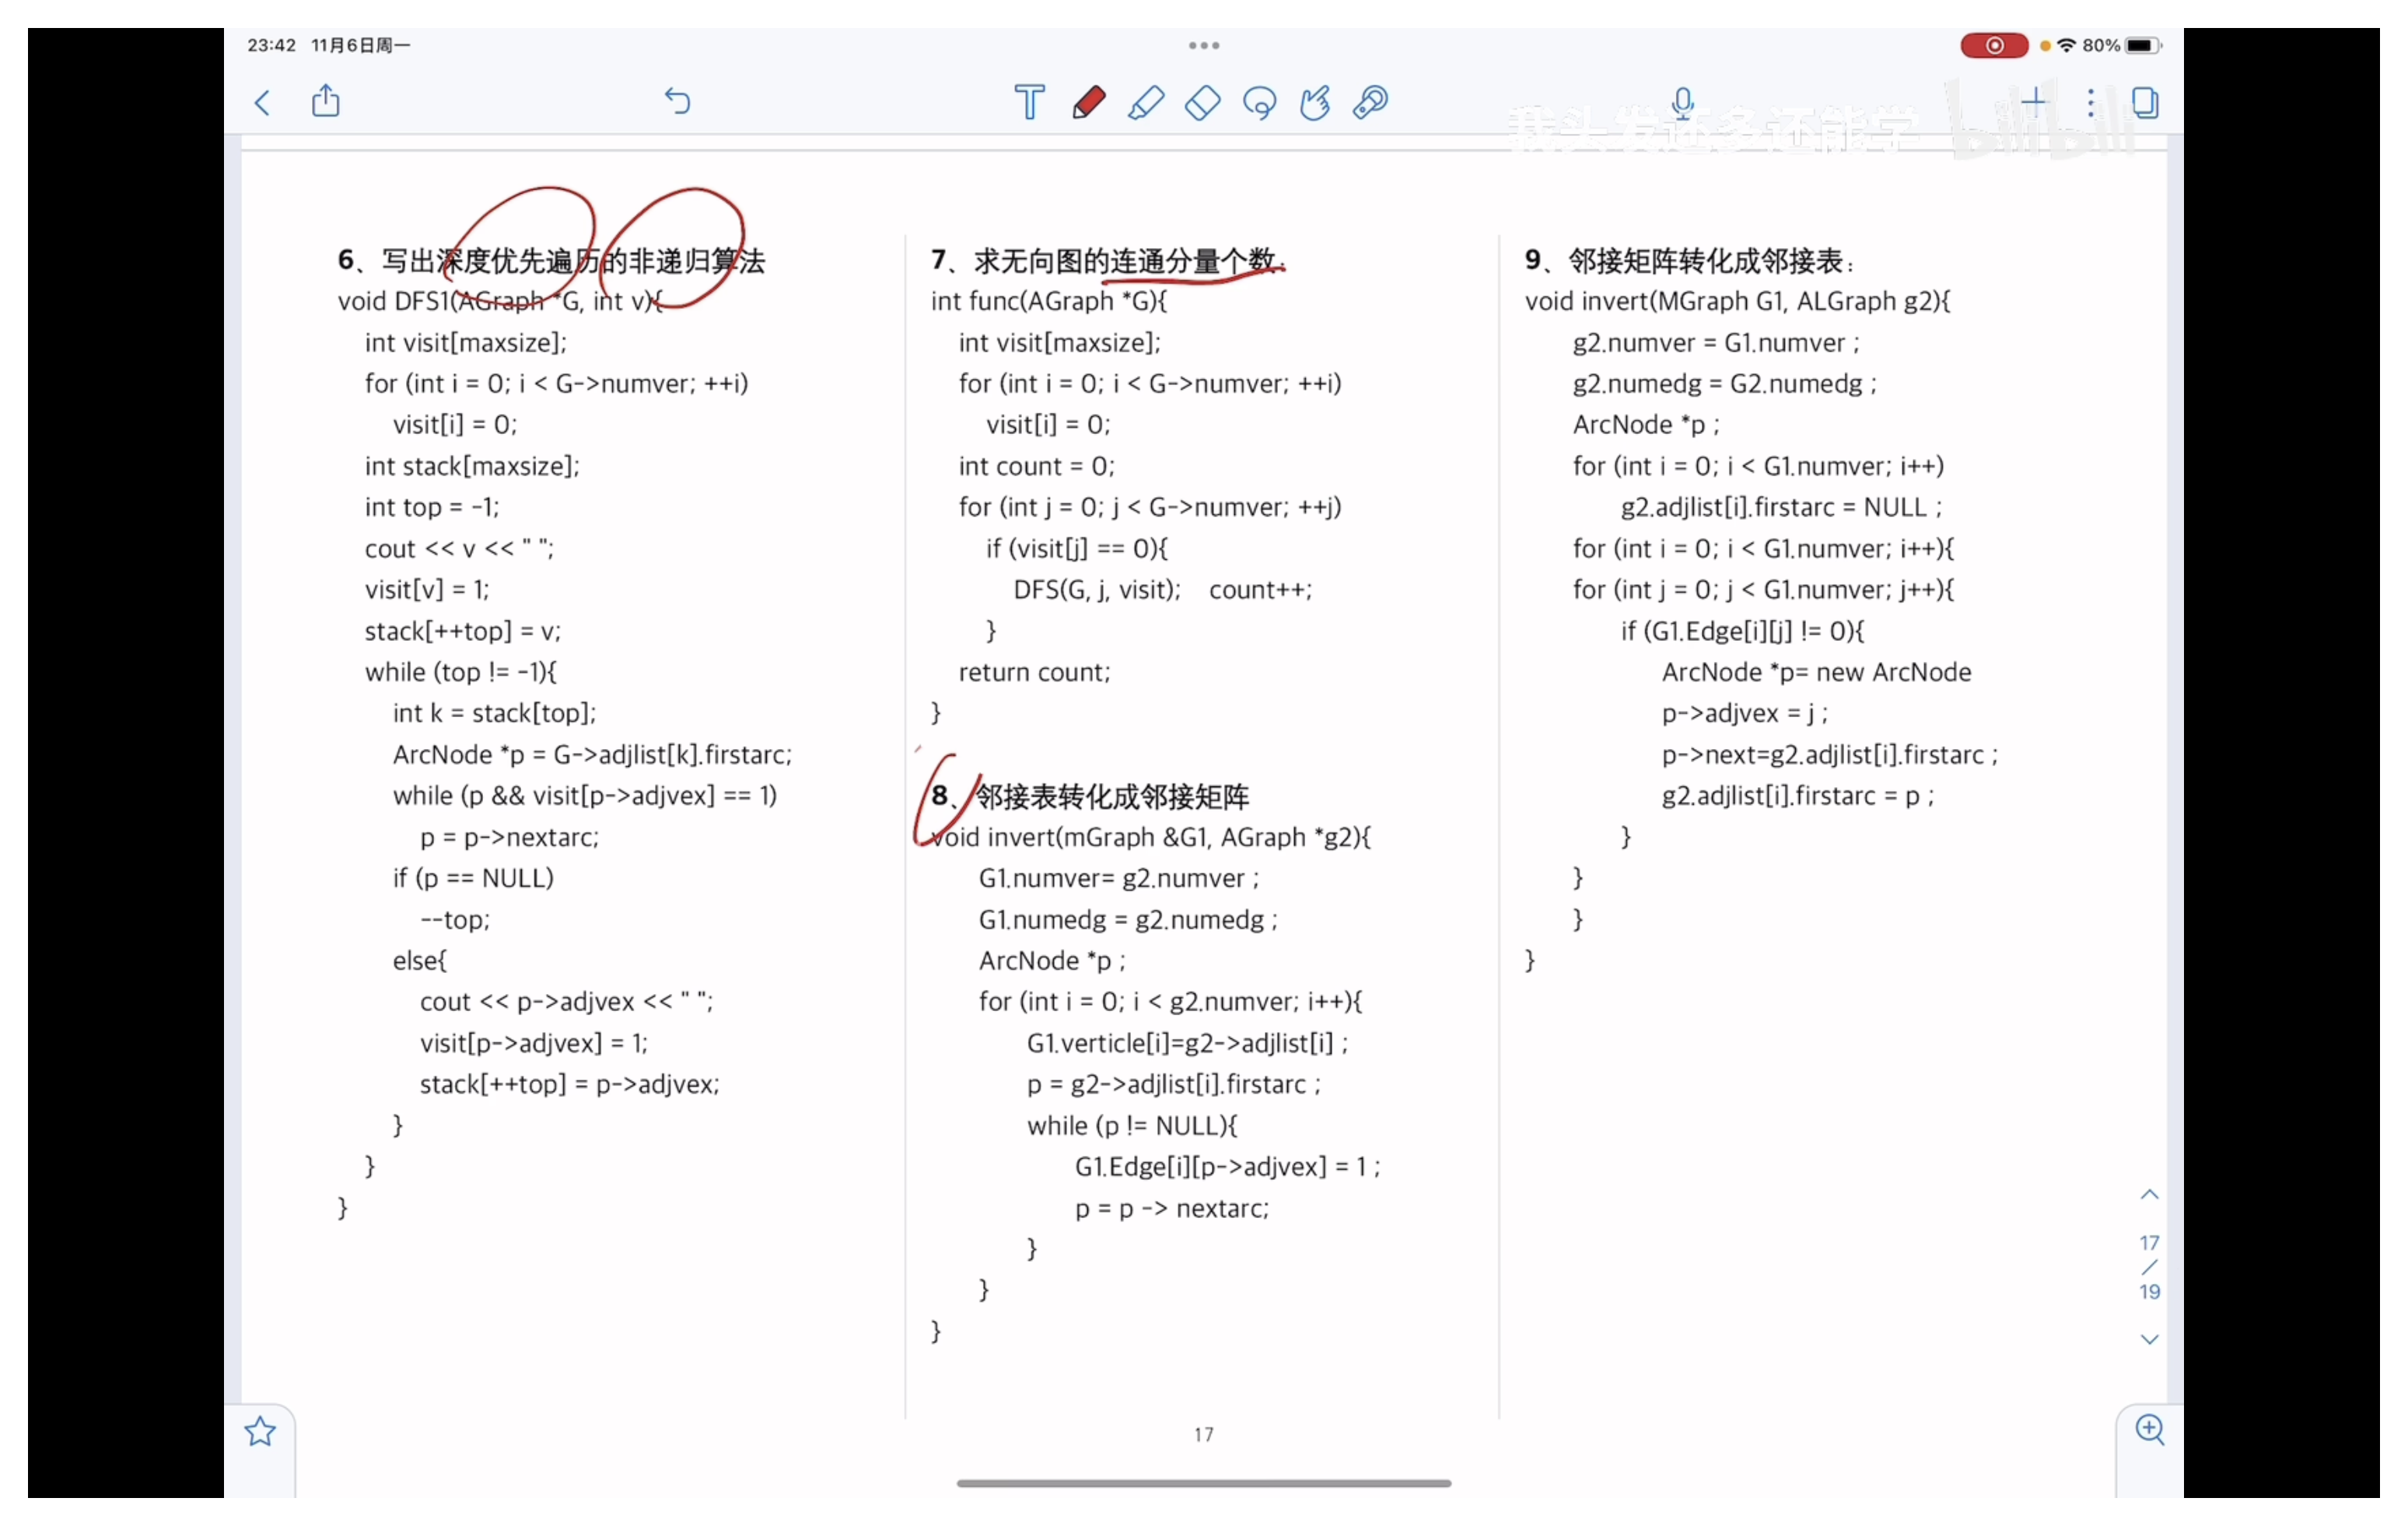 23:42 11月6日周一
80%
我头发还多还能学 bilibili
6、写出深度优先遍历的非递归算法
void DFS1(AGraph *G, int v){
int visit[maxsize];
for (int i = 0; i < G->numver; ++i)
visit[i] = 0;
int stack[maxsize];
int top = -1;
cout << v << " ";
visit[v] = 1;
stack[++top] = v;
while (top != -1){
int k = stack[top];
ArcNode *p = G->adjlist[k].firstarc;
while (p && visit[p->adjvex] == 1)
p = p->nextarc;
if (p == NULL)
--top;
else{
cout << p->adjvex << " ";
visit[p->adjvex] = 1;
stack[++top] = p->adjvex;
}
}
}
7、求无向图的连通分量个数：
int func(AGraph *G){
int visit[maxsize];
for (int i = 0; i < G->numver; ++i)
visit[i] = 0;
int count = 0;
for (int j = 0; j < G->numver; ++j)
if (visit[j] == 0){
DFS(G, j, visit); count++;
}
return count;
}
8、邻接表转化成邻接矩阵
void invert(mGraph &G1, AGraph *g2){
G1.numver= g2.numver ;
G1.numedg = g2.numedg ;
ArcNode *p ;
for (int i = 0; i < g2.numver; i++){
G1.verticle[i]=g2->adjlist[i] ;
p = g2->adjlist[i].firstarc ;
while (p != NULL){
G1.Edge[i][p->adjvex] = 1 ;
p = p -> nextarc;
}
}
}
9、邻接矩阵转化成邻接表：
void invert(MGraph G1, ALGraph g2){
g2.numver = G1.numver ;
g2.numedg = G2.numedg ;
ArcNode *p ;
for (int i = 0; i < G1.numver; i++)
g2.adjlist[i].firstarc = NULL ;
for (int i = 0; i < G1.numver; i++){
for (int j = 0; j < G1.numver; j++){
if (G1.Edge[i][j] != 0){
ArcNode *p= new ArcNode
p->adjvex = j ;
p->next=g2.adjlist[i].firstarc ;
g2.adjlist[i].firstarc = p ;
}
}
}
}
17
/
19
17